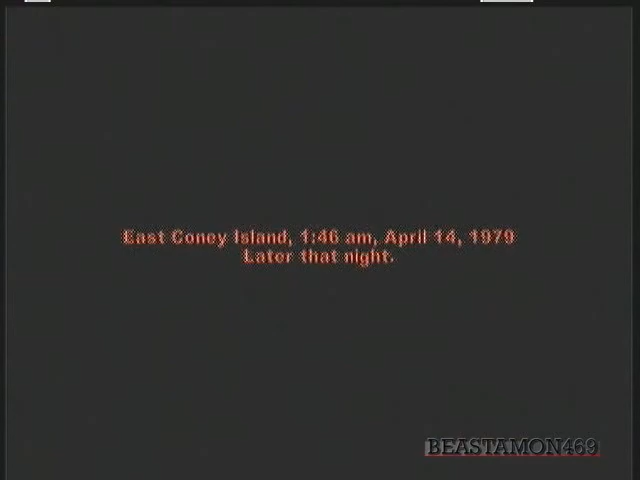 East Coney Island, 1:46 am, April 14, 1979
Later that night.
BEASTAMON469